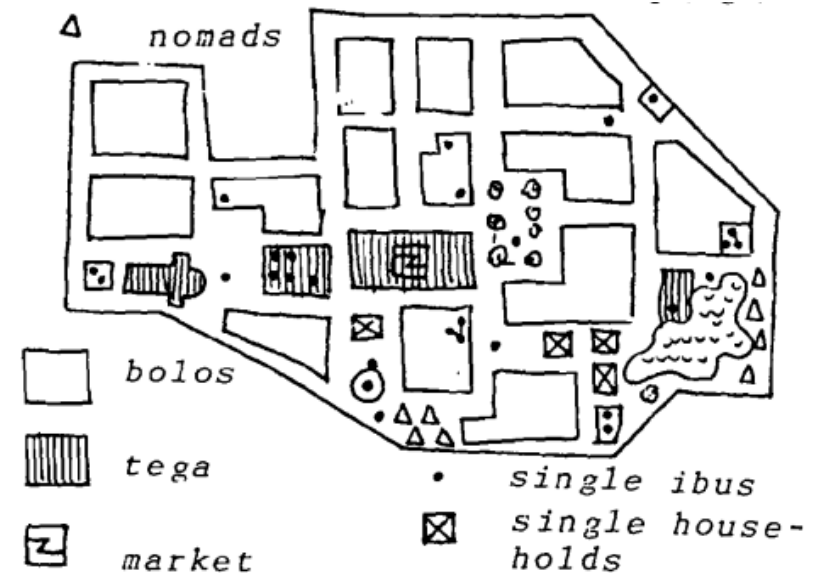 nomads
bolos
tega
market
single ibus
single house-
holds